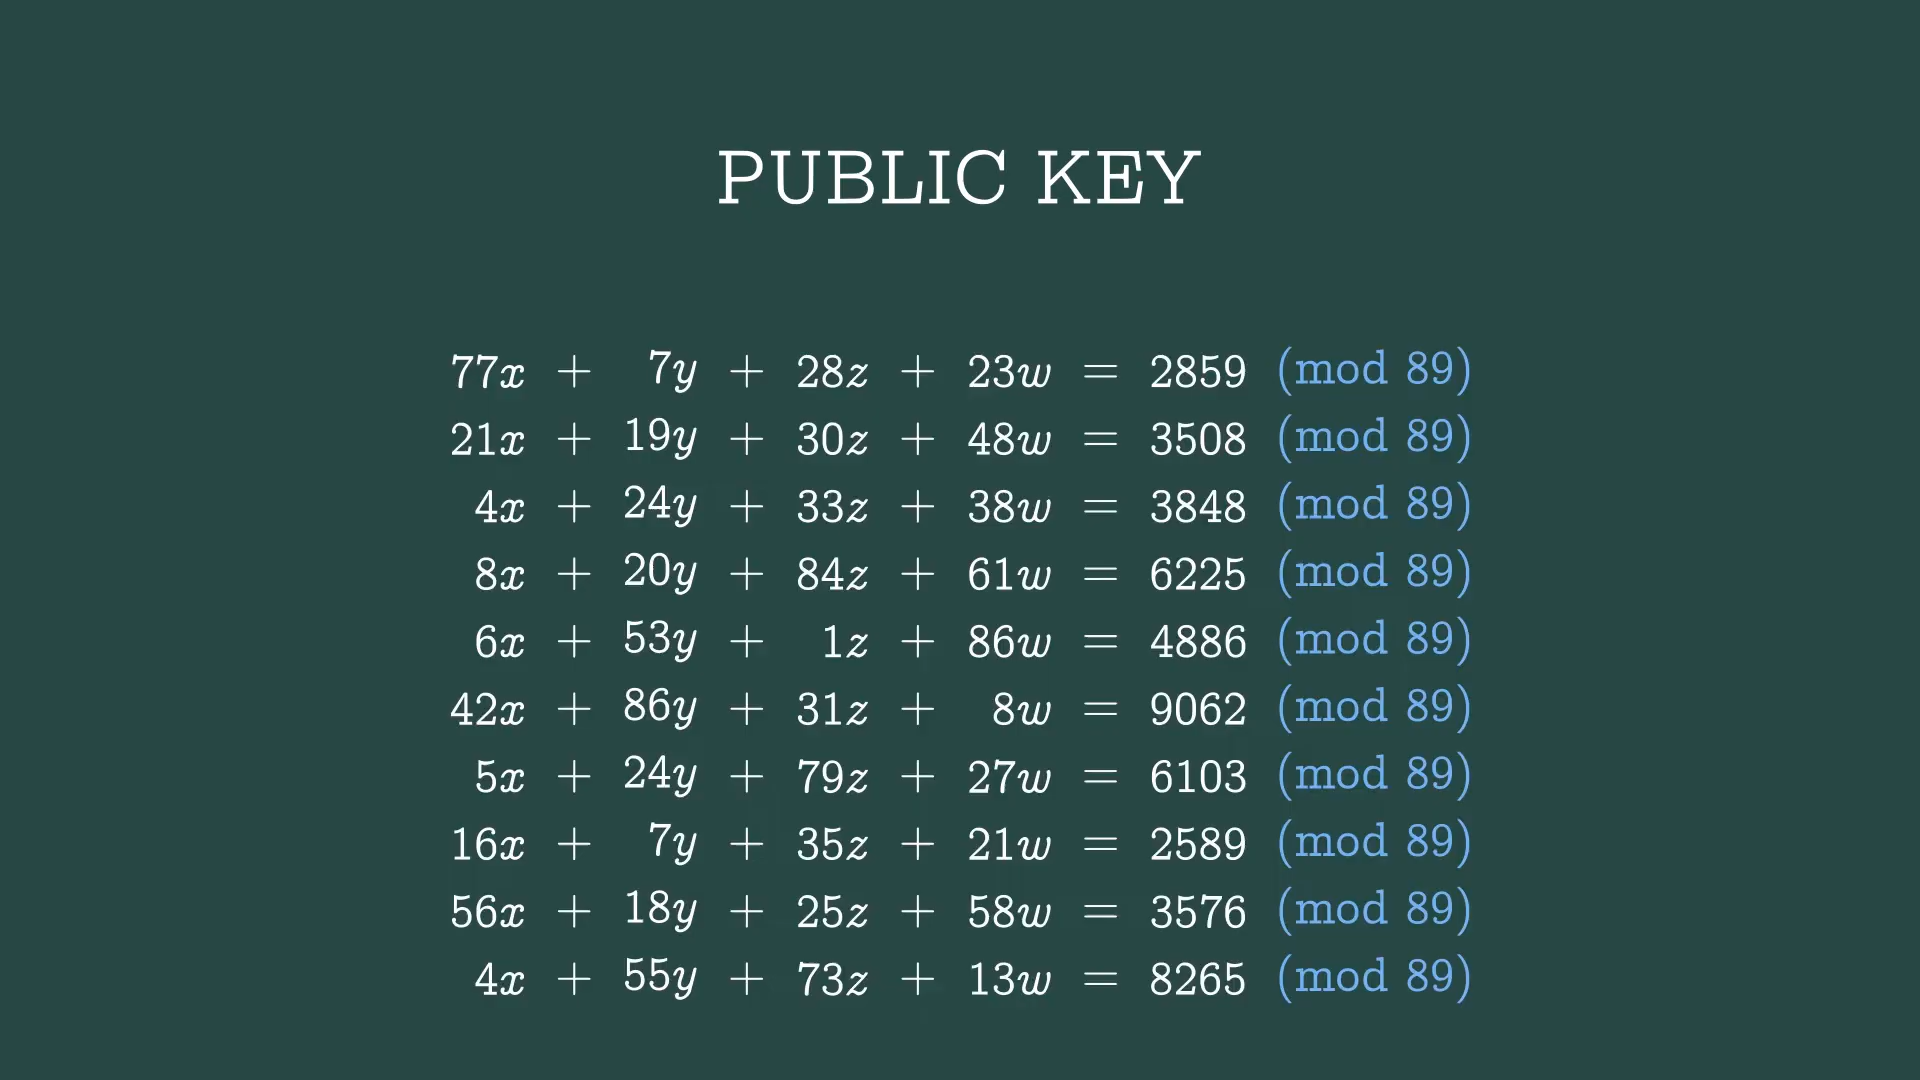 PUBLIC KEY
77x + 7y + 28z + 23w = 2859 (mod 89)
21x + 19y + 30z + 48w = 3508 (mod 89)
4x + 24y + 33z + 38w = 3848 (mod 89)
8x + 20y + 84z + 61w = 6225 (mod 89)
6x + 53y + 1z + 86w = 4886 (mod 89)
42x + 86y + 31z + 8w = 9062 (mod 89)
5x + 24y + 79z + 27w = 6103 (mod 89)
16x + 7y + 35z + 21w = 2589 (mod 89)
56x + 18y + 25z + 58w = 3576 (mod 89)
4x + 55y + 73z + 13w = 8265 (mod 89)